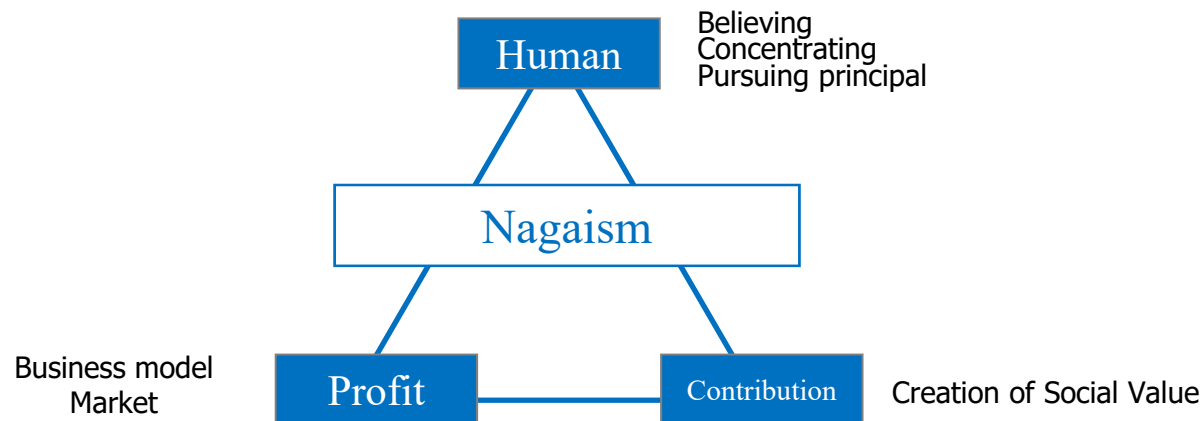 Human
Believing
Concentrating
Pursuing principal
Nagaism
Business model
Market
Profit
Contribution
Creation of Social Value